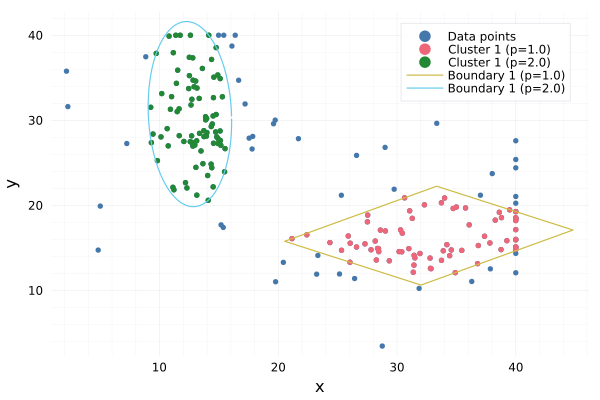 Data points
Cluster 1 (p=1.0)
Cluster 1 (p=2.0)
Boundary 1 (p=1.0)
Boundary 1 (p=2.0)
40
30
20
10
y
10 20 30 40
x